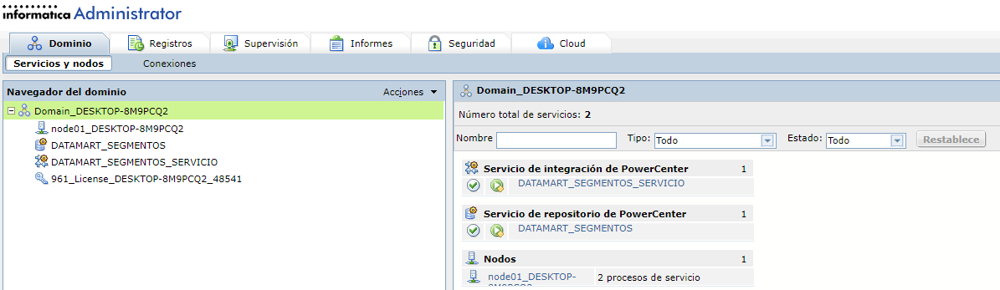 informatica Administrator
Dominio Registros Supervisión Informes Seguridad Cloud
Servicios y nodos Conexiones
Navegador del dominio Acciones
Domain_DESKTOP-8M9PCQ2
node01_DESKTOP-8M9PCQ2
DATAMART_SEGMENTOS
DATAMART_SEGMENTOS_SERVICIO
961_License_DESKTOP-8M9PCQ2_48541
Domain_DESKTOP-8M9PCQ2
Número total de servicios: 2
Nombre Tipo: Todo Estado: Todo Restablece
Servicio de integración de PowerCenter 1
DATAMART_SEGMENTOS_SERVICIO
Servicio de repositorio de PowerCenter 1
DATAMART_SEGMENTOS
Nodos 1
node01_DESKTOP- 2 procesos de servicio
8M9PCQ2